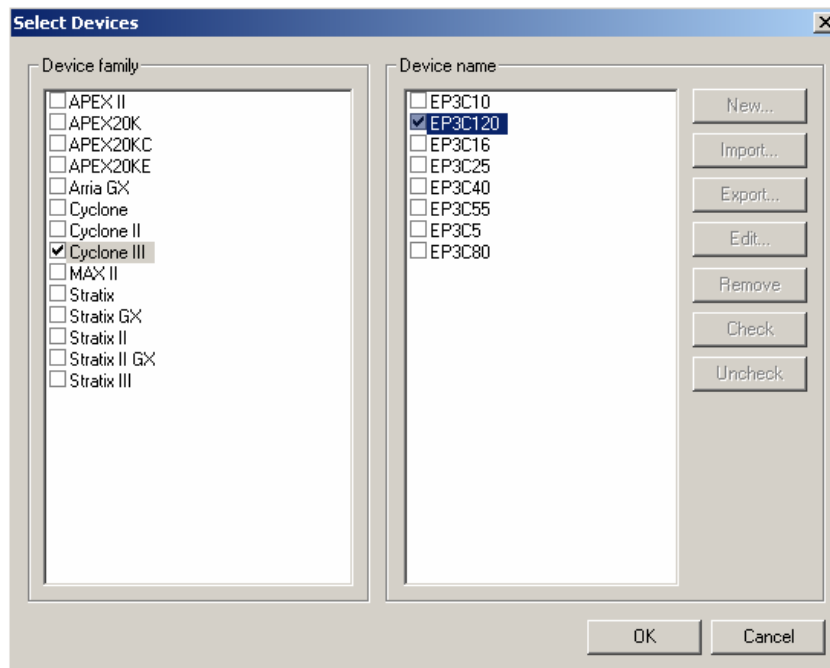 Select Devices
Device family
APEX II
APEX20K
APEX20KC
APEX20KE
Arria GX
Cyclone
Cyclone II
Cyclone III
MAX II
Stratix
Stratix GX
Stratix II
Stratix II GX
Stratix III
Device name
EP3C10
EP3C120
EP3C16
EP3C25
EP3C40
EP3C55
EP3C5
EP3C80
New...
Import...
Export...
Edit...
Remove
Check
Uncheck
OK
Cancel